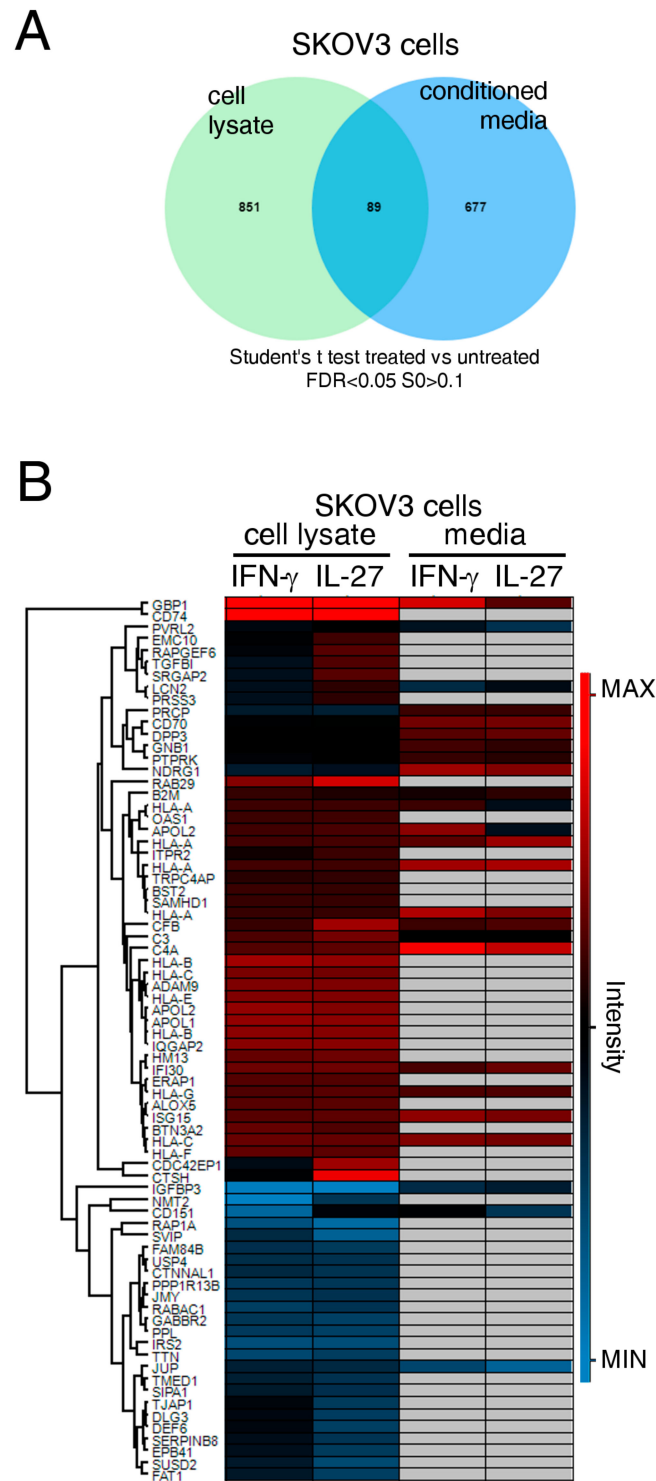 A
SKOV3 cells
cell
lysate
conditioned
media
851
89
677
Student's t test treated vs untreated
FDR<0.05 S0>0.1
B
SKOV3 cells
cell lysate
media
IFN-γ
IL-27
IFN-γ
IL-27
GBP1
CD74
PVRL2
EMC10
RAPGEF6
TGFBI
SRGAP2
LCN2
PRSS3
PRCP
CD70
DPP3
GNB1
PTPRK
NDRG1
RAB29
B2M
HLA-A
OAS1
APOL2
HLA-A
ITPR2
HLA-A
TRPC4AP
BST2
SAMHD1
HLA-A
CFB
C3
C4A
HLA-B
HLA-C
ADAM9
HLA-E
APOL2
APOL1
HLA-B
IQGAP2
HM13
IFI30
ERAP1
HLA-G
ALOX5
ISG15
BTN3A2
HLA-C
HLA-F
CDC42EP1
CTSH
IGFBP3
NMT2
CD151
RAP1A
SVIP
FAM84B
USP4
CTNNAL1
PPP1R13B
JMY
RABAC1
GABBR2
PPL
IRS2
TTN
JUP
TMED1
SIPA1
TJAP1
DLG3
DEF6
SERPINB8
EPB41
SUSD2
FAT1
MAX
Intensity
MIN